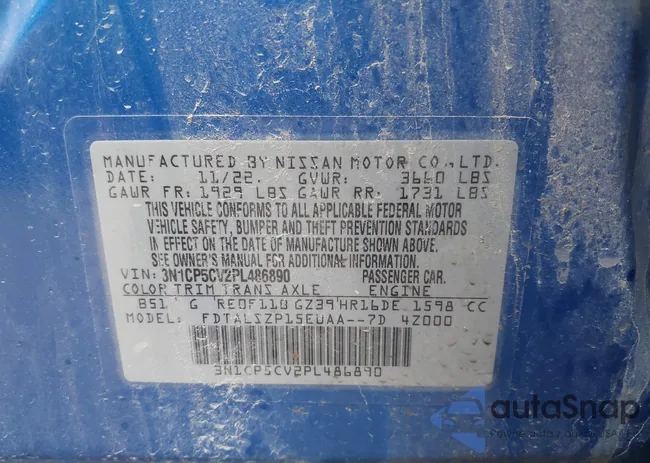 MANUFACTURED BY NISSAN MOTOR CO.,LTD.
DATE: 11/22. GVWR: 3660 LBS
GAWR FR: 1929 LBS GAWR RR: 1731 LBS
THIS VEHICLE CONFORMS TO ALL APPLICABLE FEDERAL MOTOR
VEHICLE SAFETY, BUMPER AND THEFT PREVENTION STANDARDS
IN EFFECT ON THE DATE OF MANUFACTURE SHOWN ABOVE.
SEE OWNER'S MANUAL FOR ADDITIONAL INFORMATION.
VIN: 3N1CP5CV2PL486890 PASSENGER CAR.
COLOR TRIM TRANS AXLE ENGINE
B51 G RE0F11B GZ39 HR16DE 1598 CC
MODEL: FDTALSZP15EUAA--7D 4Z000
3N1CP5CV2PL486890
autoSnap